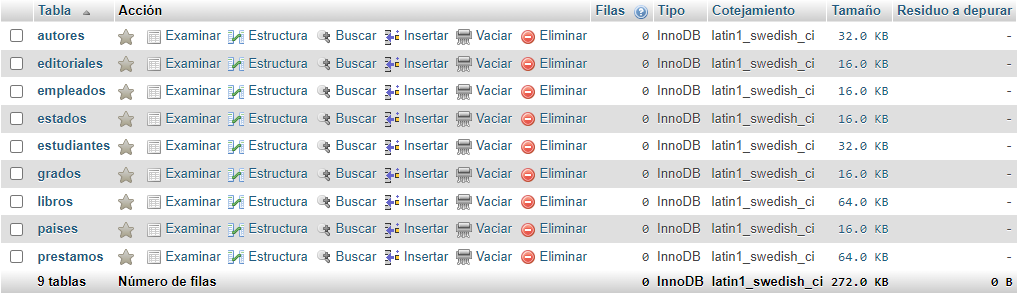 Tabla Acción Filas Tipo Cotejamiento Tamaño Residuo a depurar
autores Examinar Estructura Buscar Insertar Vaciar Eliminar 0 InnoDB latin1_swedish_ci 32.0 KB -
editoriales Examinar Estructura Buscar Insertar Vaciar Eliminar 0 InnoDB latin1_swedish_ci 16.0 KB -
empleados Examinar Estructura Buscar Insertar Vaciar Eliminar 0 InnoDB latin1_swedish_ci 16.0 KB -
estados Examinar Estructura Buscar Insertar Vaciar Eliminar 0 InnoDB latin1_swedish_ci 16.0 KB -
estudiantes Examinar Estructura Buscar Insertar Vaciar Eliminar 0 InnoDB latin1_swedish_ci 32.0 KB -
grados Examinar Estructura Buscar Insertar Vaciar Eliminar 0 InnoDB latin1_swedish_ci 16.0 KB -
libros Examinar Estructura Buscar Insertar Vaciar Eliminar 0 InnoDB latin1_swedish_ci 64.0 KB -
paises Examinar Estructura Buscar Insertar Vaciar Eliminar 0 InnoDB latin1_swedish_ci 16.0 KB -
prestamos Examinar Estructura Buscar Insertar Vaciar Eliminar 0 InnoDB latin1_swedish_ci 64.0 KB -
9 tablas Número de filas 0 InnoDB latin1_swedish_ci 272.0 KB 0 B